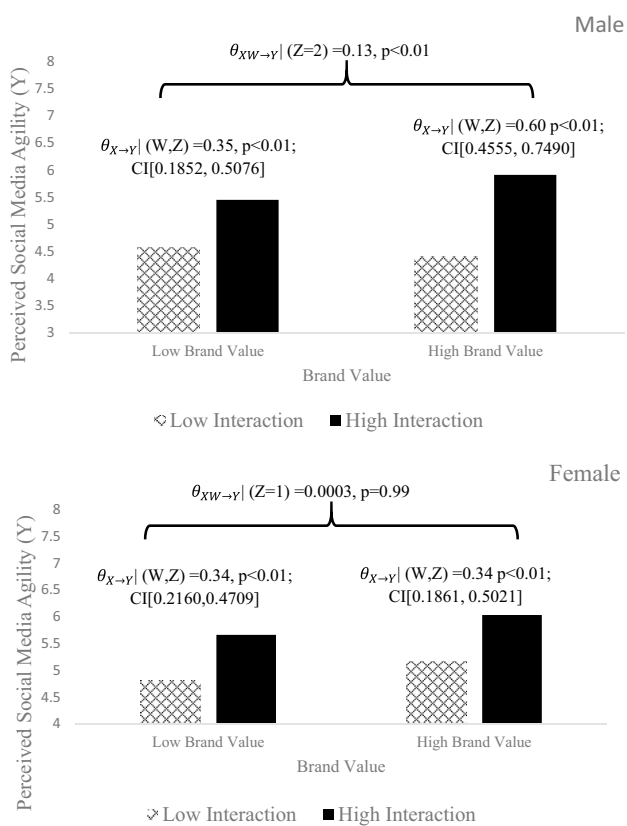 Male
θX→Y| (Z=2) =0.13, p<0.01
Perceived Social Media Agility (Y)
8
7.5
7
6.5
6
5.5
5
4.5
4
3.5
3
θX→Y| (W,Z) =0.35, p<0.01;
CI[0.1852, 0.5076]
θX→Y| (W,Z) =0.60 p<0.01;
CI[0.4555, 0.7490]
Low Brand Value
High Brand Value
Brand Value
Low Interaction
High Interaction
Female
θXW→Y| (Z=1) =0.0003, p=0.99
Perceived Social Media Agility (Y)
8
7.5
7
6.5
6
5.5
5
4.5
4
θX→Y| (W,Z) =0.34, p<0.01;
CI[0.2160,0.4709]
θX→Y| (W,Z) =0.34 p<0.01;
CI[0.1861, 0.5021]
Low Brand Value
High Brand Value
Brand Value
Low Interaction
High Interaction